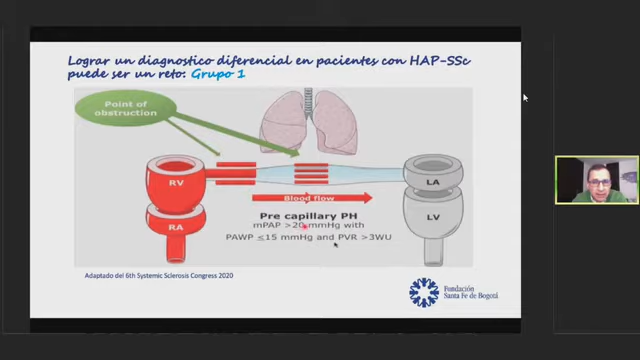 Lograr un diagnostico diferencial en pacientes con HAP-SSc
puede ser un reto: Grupo 1
Point of
obstruction
RV
RA
LA
LV
Blood flow
Pre capillary PH
mPAP >20 mmHg with
PAWP ≤15 mmHg and PVR >3WU
Adaptado del 6th Systemic Sclerosis Congress 2020
Fundación
Santa Fe de Bogotá